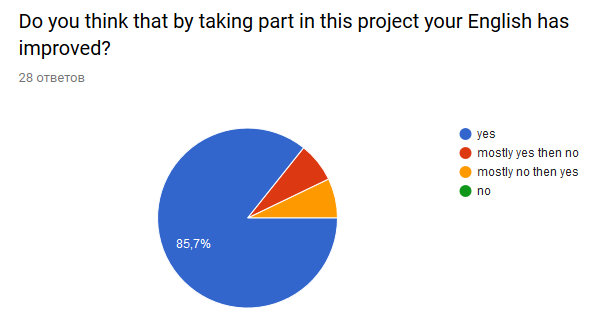 Do you think that by taking part in this project your English has
improved?
28 ответов
yes
mostly yes then no
mostly no then yes
no
85,7%